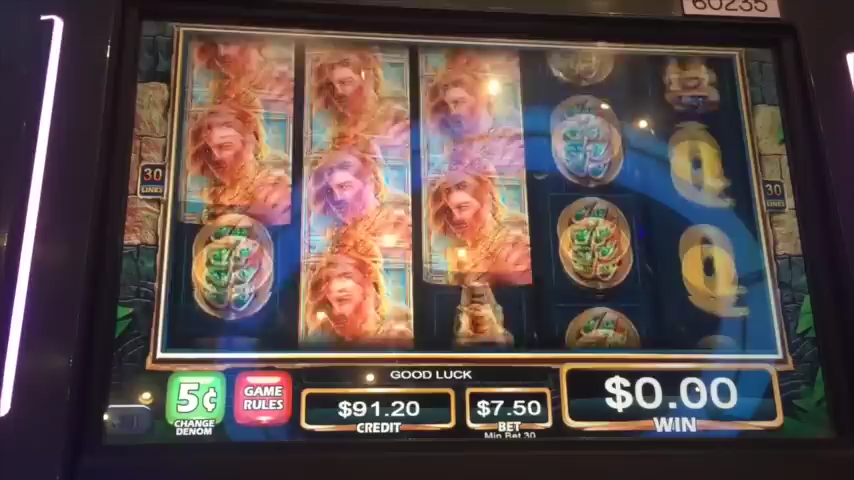 60235
30
LINES
30
LINES
Q
Q
GOOD LUCK
5¢
CHANGE
DENOM
GAME
RULES
$91.20
CREDIT
$7.50
BET
Min Bet 30
$0.00
WIN